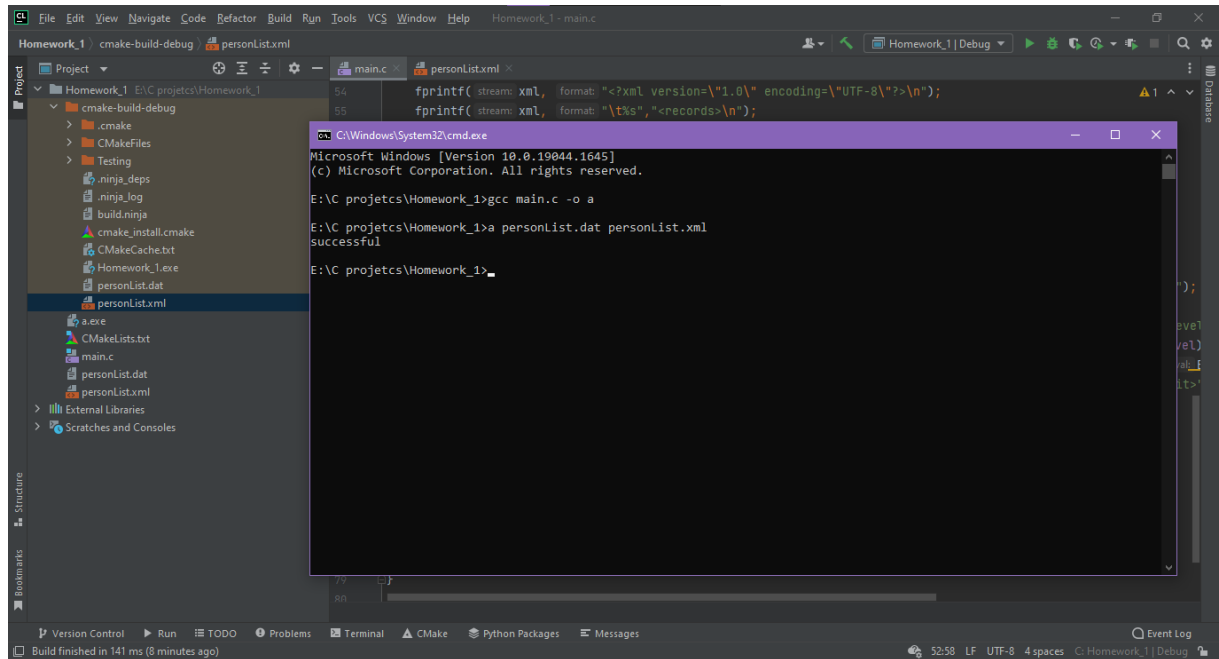 File Edit View Navigate Code Refactor Build Run Tools VCS Window Help Homework_1 - main.c
Homework_1 cmake-build-debug personList.xml
Homework_1 | Debug
Project
Project
main.c
personList.xml
Homework_1 E:\C projetcs\Homework_1
cmake-build-debug
.cmake
CMakeFiles
Testing
.ninja_deps
.ninja_log
build.ninja
cmake_install.cmake
CMakeCache.txt
Homework_1.exe
personList.dat
personList.xml
a.exe
CMakeLists.txt
main.c
personList.dat
personList.xml
External Libraries
Scratches and Consoles
54 fprintf( stream: xml, format: "<?xml version=\"1.0\" encoding=\"UTF-8\"?>\n");
55 fprintf( stream: xml, format: "\t%s","<records>\n");
1
C:\Windows\System32\cmd.exe
Microsoft Windows [Version 10.0.19044.1645]
(c) Microsoft Corporation. All rights reserved.
E:\C projetcs\Homework_1>gcc main.c -o a
E:\C projetcs\Homework_1>a personList.dat personList.xml
successful
E:\C projetcs\Homework_1>
");
79 }
80
Database
Structure
Bookmarks
Version Control Run TODO Problems Terminal CMake Python Packages Messages Event Log
Build finished in 141 ms (8 minutes ago) 52:58 LF UTF-8 4 spaces C: Homework_1 | Debug